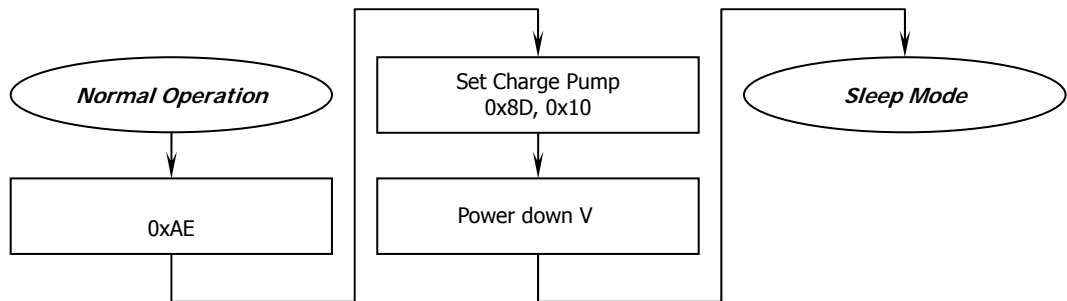 Normal Operation
0xAE
Set Charge Pump
0x8D, 0x10
Power down V
Sleep Mode